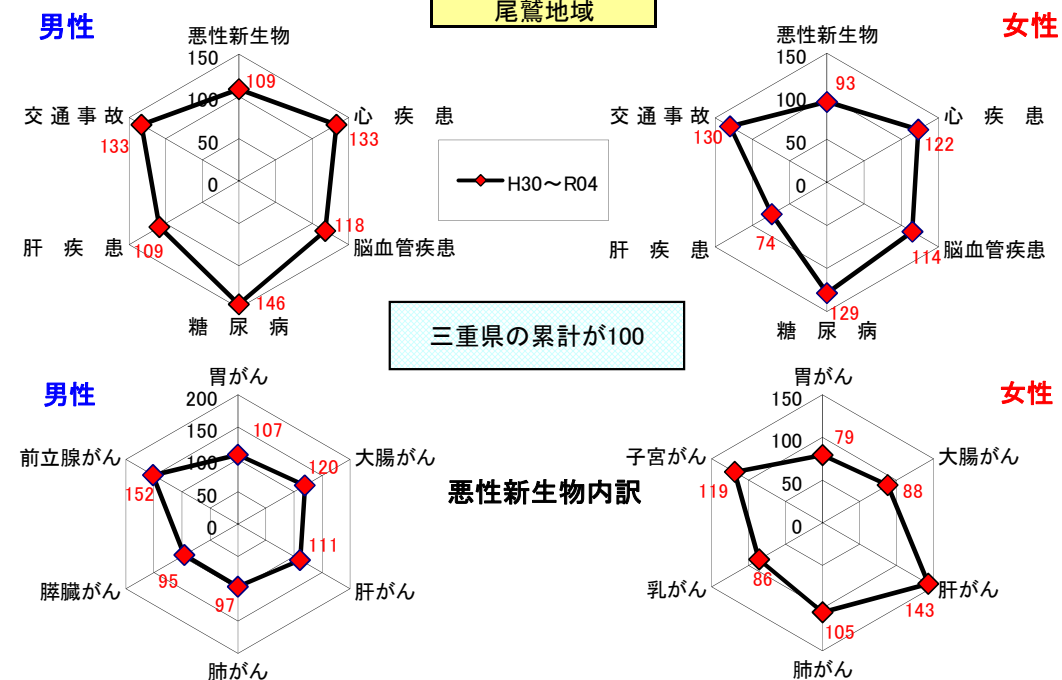 尾鷲地域
男性
悪性新生物
150
100
50
0
109
心 疾 患
133
脳血管疾患
118
糖 尿 病
146
肝 疾 患
109
交 通 事 故
133
H30～R04
女性
悪性新生物
150
100
50
0
93
心 疾 患
122
脳血管疾患
114
糖 尿 病
129
肝 疾 患
74
交 通 事 故
130
三重県の累計が100
男性
胃がん
200
150
100
50
0
107
大腸がん
120
肝がん
111
肺がん
97
膵臓がん
95
前立腺がん
152
悪性新生物内訳
女性
胃がん
150
100
50
0
79
大腸がん
88
肝がん
143
肺がん
105
乳がん
86
子宮がん
119